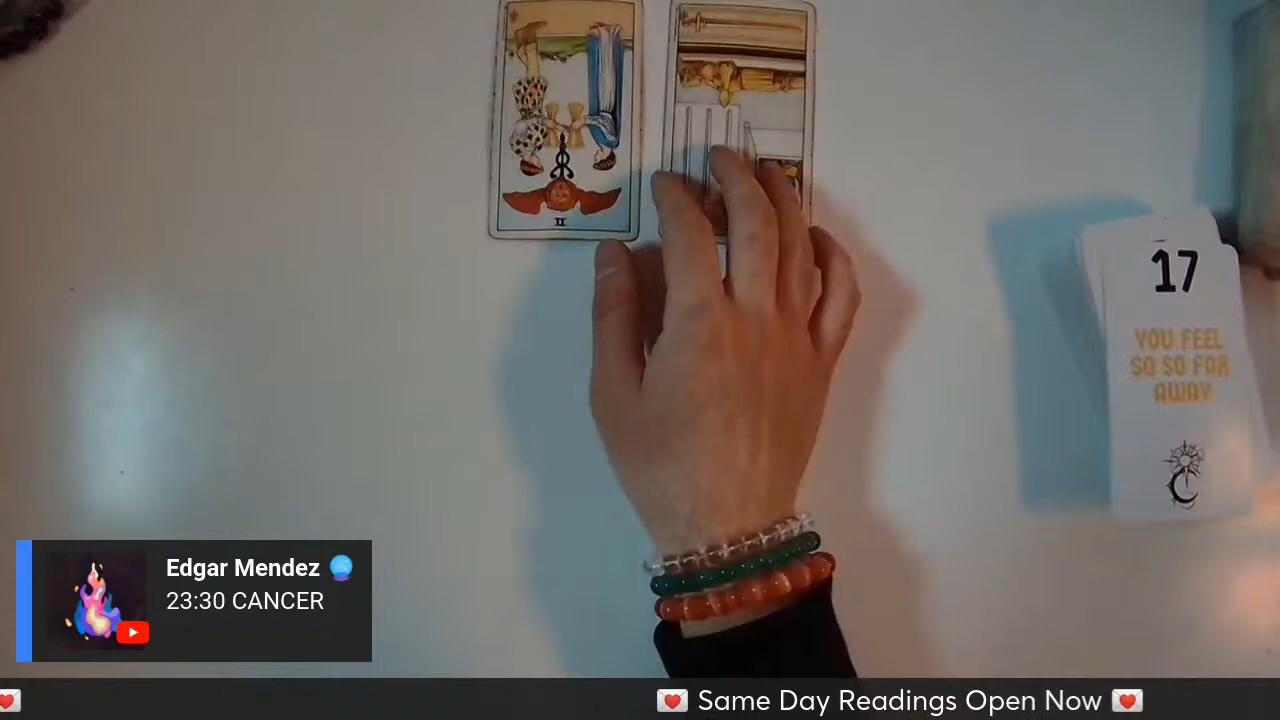 II
17
YOU FEEL
SO SO FAR
AWAY
Edgar Mendez
23:30 CANCER
Same Day Readings Open Now